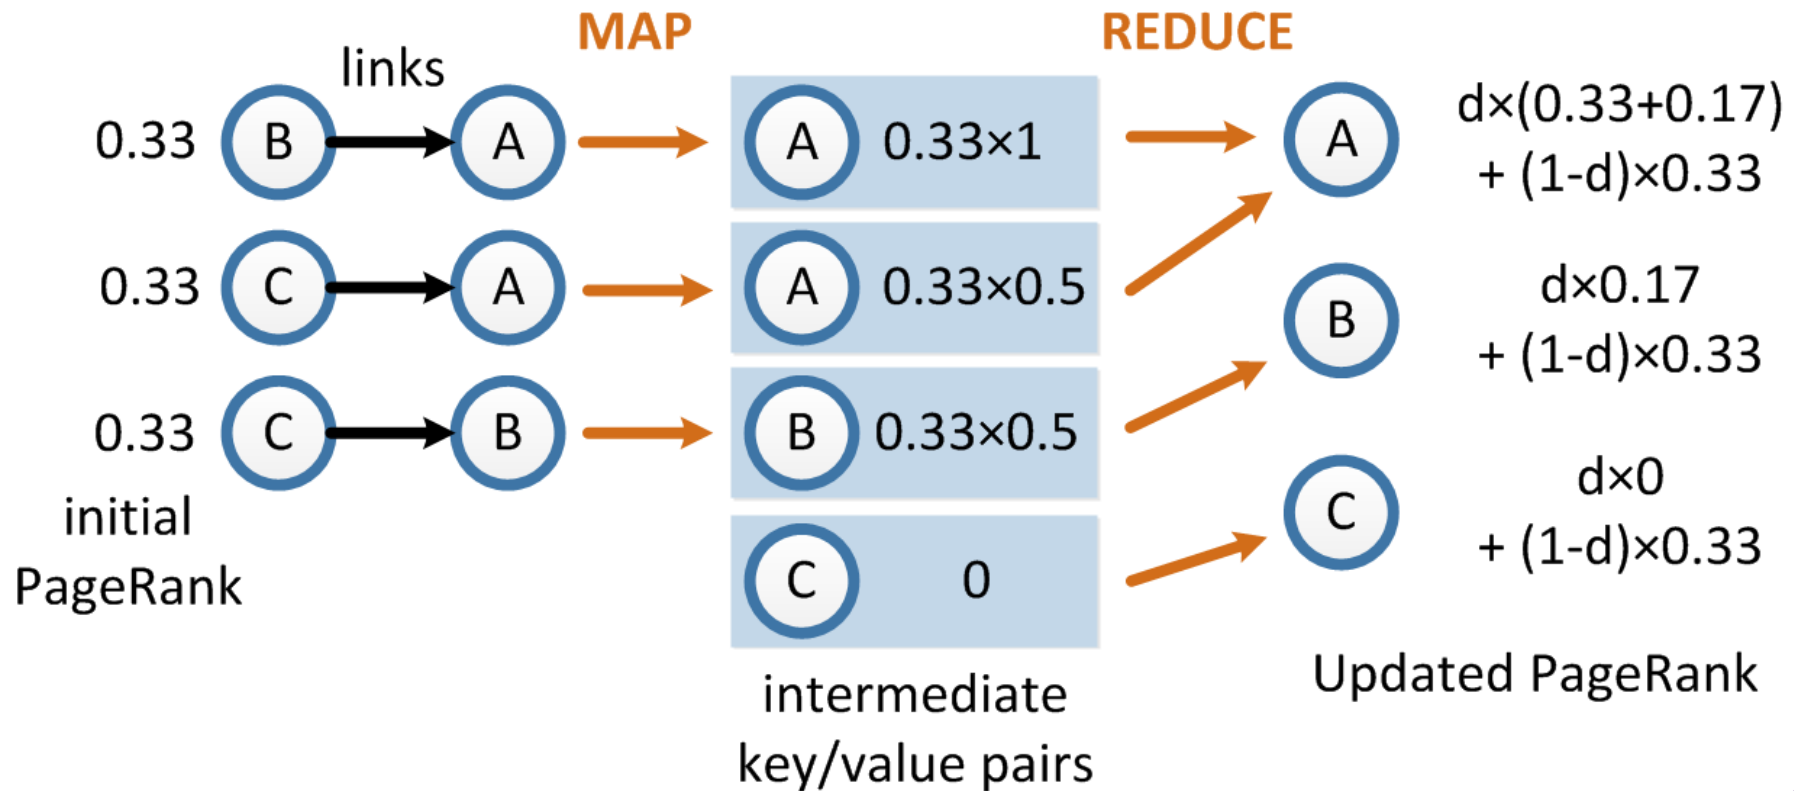 MAP
REDUCE
links
0.33 B A A 0.33×1 A d×(0.33+0.17)
+ (1-d)×0.33
0.33 C A A 0.33×0.5
B d×0.17
+ (1-d)×0.33
0.33 C B B 0.33×0.5
C d×0
+ (1-d)×0.33
initial
PageRank
C 0
Updated PageRank
intermediate
key/value pairs